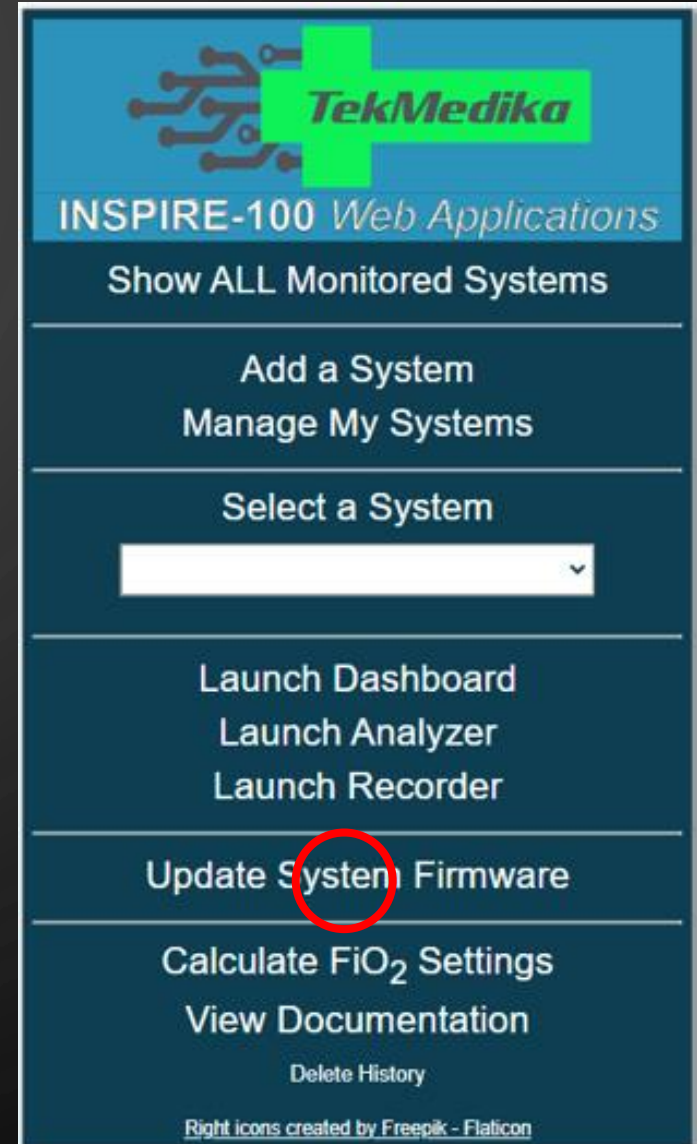 TekMedika
INSPIRE-100 Web Applications
Show ALL Monitored Systems
Add a System
Manage My Systems
Select a System
Launch Dashboard
Launch Analyzer
Launch Recorder
Update System Firmware
Calculate FiO₂ Settings
View Documentation
Delete History
Right icons created by Freepik - Flaticon